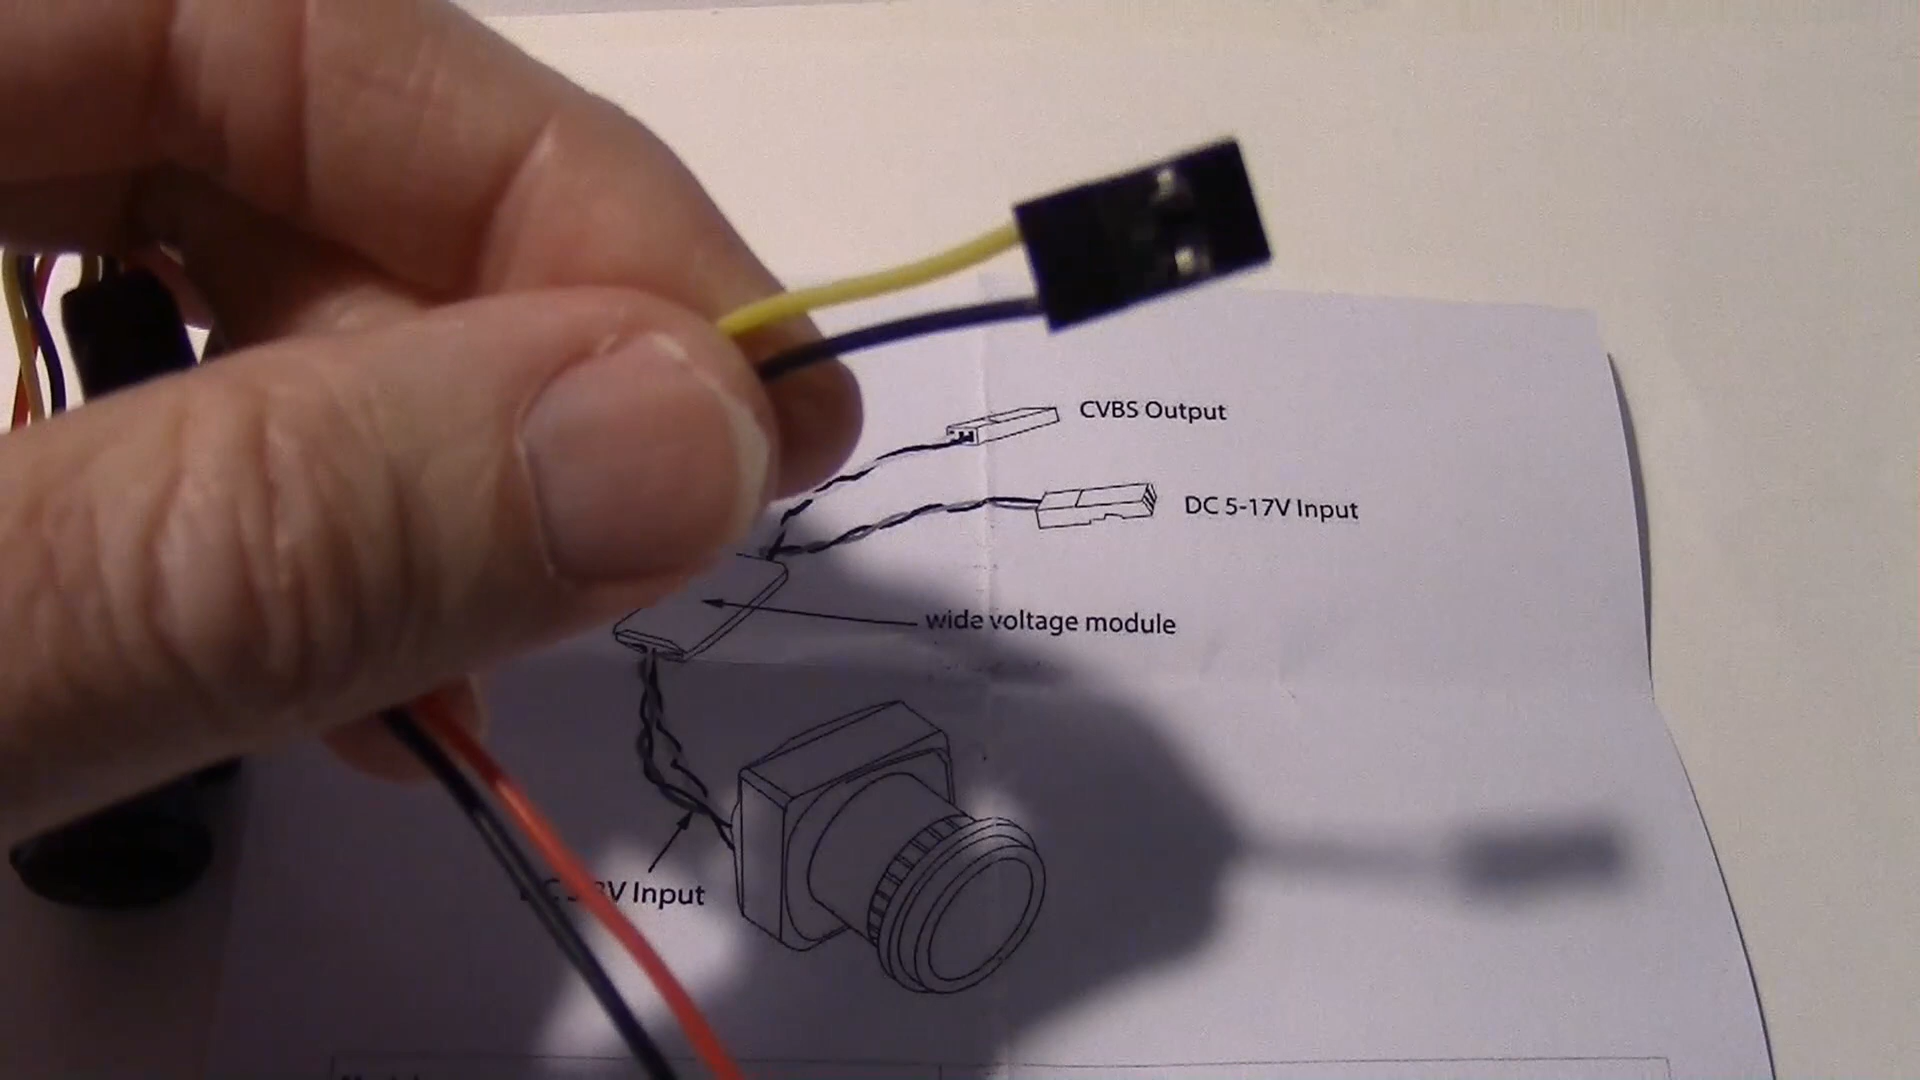 CVBS Output
DC 5-17V Input
wide voltage module
V Input